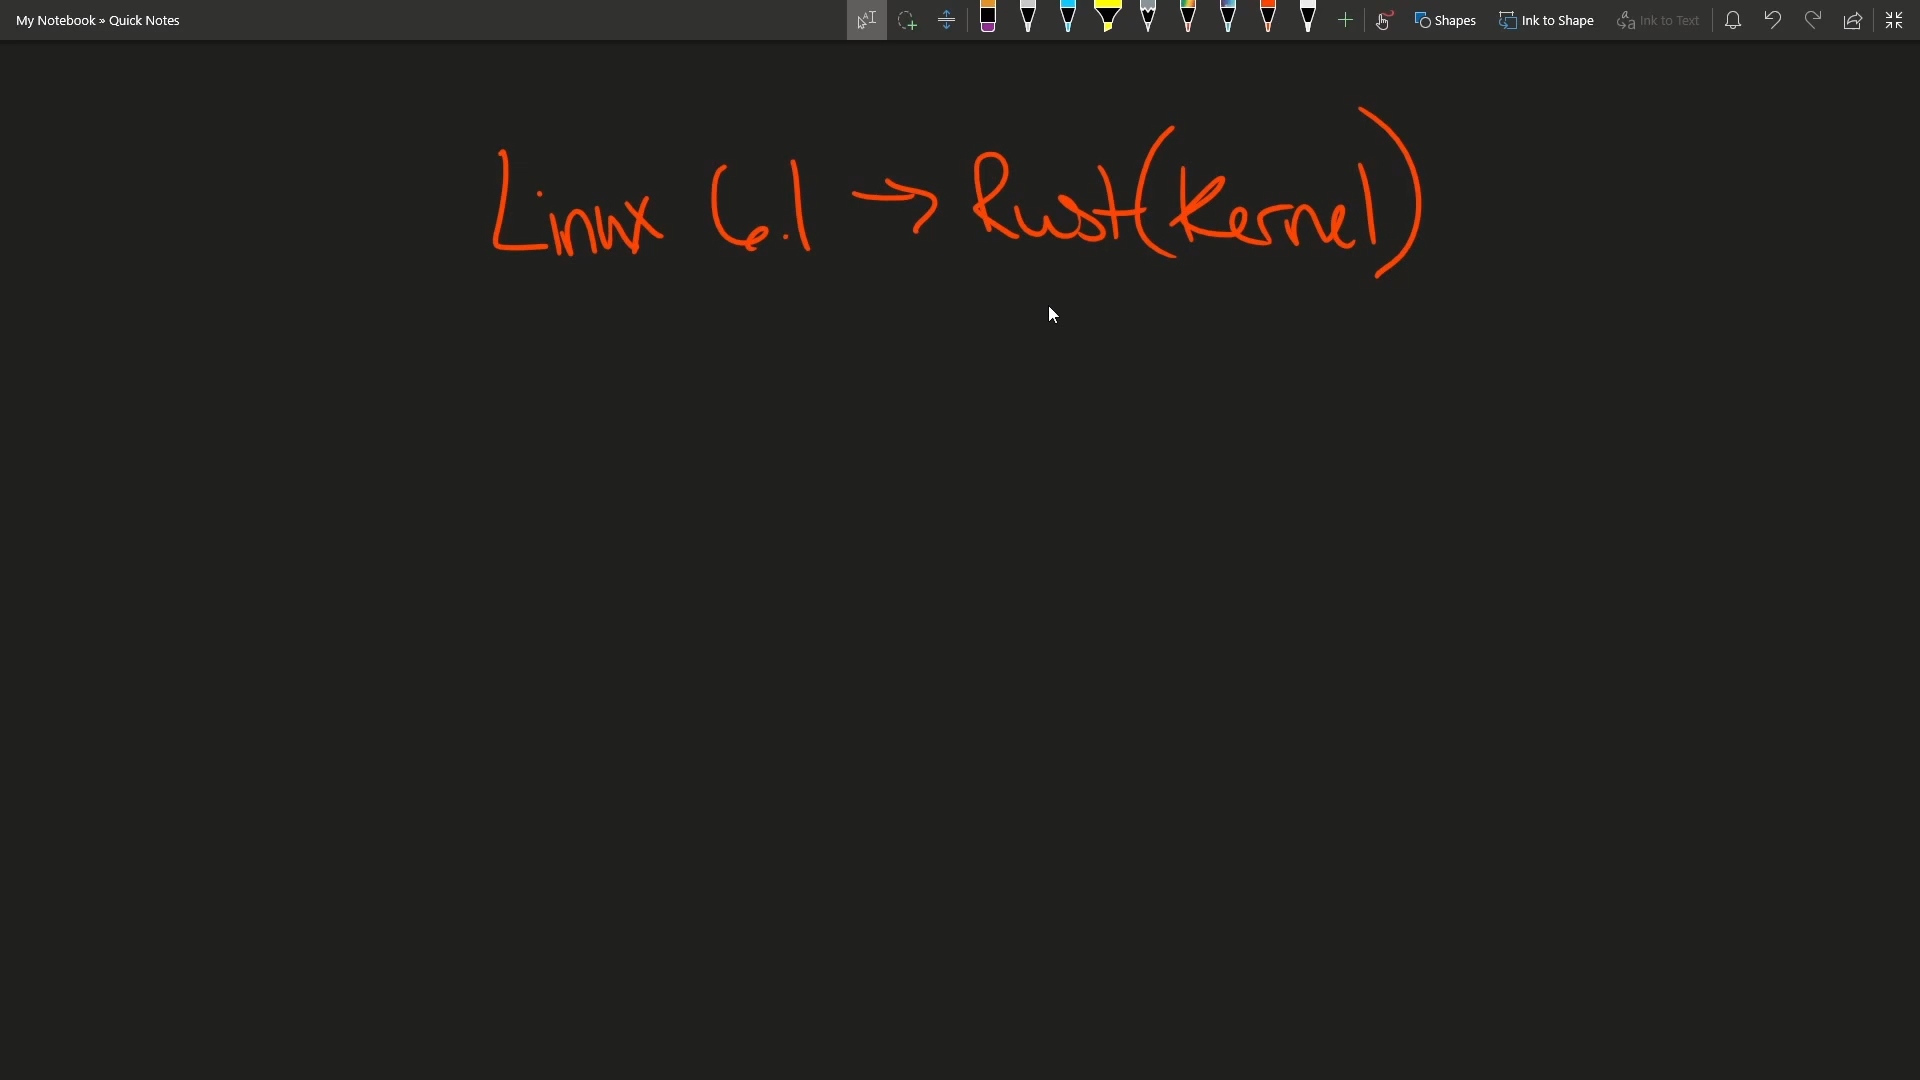 My Notebook » Quick Notes
Shapes
Ink to Shape
Ink to Text
Linux 6.1 → Rust (Kernel)